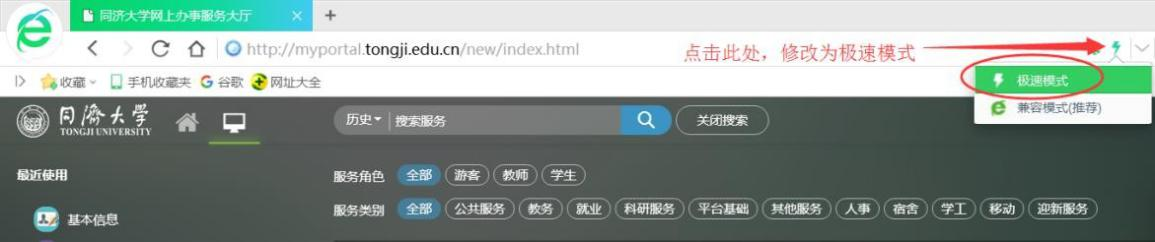 同济大学网上办事服务大厅
http://myportal.tongji.edu.cn/new/index.html
点击此处，修改为极速模式
收藏 手机收藏夹 谷歌 网址大全
极速模式
兼容模式(推荐)
同济大学
TONGJI UNIVERSITY
历史 搜索服务 关闭搜索
最近使用
服务角色 全部 游客 教师 学生
基本信息
服务类别 全部 公共服务 教务 就业 科研服务 平台基础 其他服务 人事 宿舍 学工 移动 迎新服务